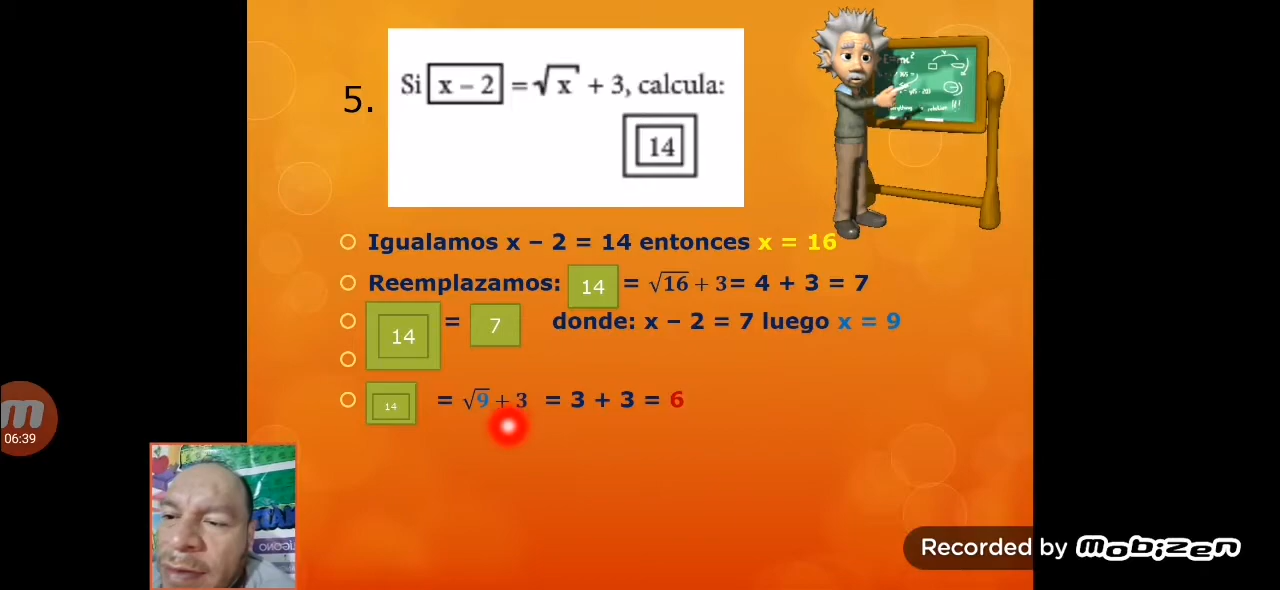 5.
Si x – 2 = √x + 3, calcula:
14
E=mc²
Igualamos x – 2 = 14 entonces x = 16
Reemplazamos: 14 = √16 + 3= 4 + 3 = 7
14 = 7 donde: x – 2 = 7 luego x = 9
14 = √9 + 3 = 3 + 3 = 6
m
06:39
Recorded by mobizen